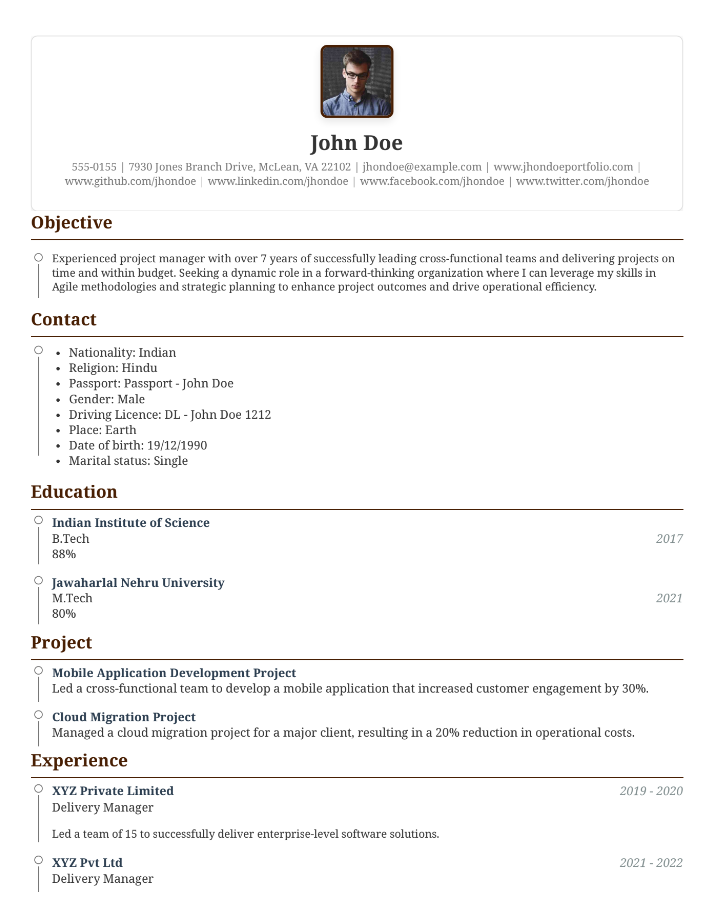 John Doe
555-0155 | 7930 Jones Branch Drive, McLean, VA 22102 | jhondoe@example.com | www.jhondoeportfolio.com |
www.github.com/jhondoe | www.linkedin.com/jhondoe | www.facebook.com/jhondoe | www.twitter.com/jhondoe
Objective
Experienced project manager with over 7 years of successfully leading cross-functional teams and delivering projects on
time and within budget. Seeking a dynamic role in a forward-thinking organization where I can leverage my skills in
Agile methodologies and strategic planning to enhance project outcomes and drive operational efficiency.
Contact
• Nationality: Indian
• Religion: Hindu
• Passport: Passport - John Doe
• Gender: Male
• Driving Licence: DL - John Doe 1212
• Place: Earth
• Date of birth: 19/12/1990
• Marital status: Single
Education
Indian Institute of Science
B.Tech 2017
88%
Jawaharlal Nehru University
M.Tech 2021
80%
Project
Mobile Application Development Project
Led a cross-functional team to develop a mobile application that increased customer engagement by 30%.
Cloud Migration Project
Managed a cloud migration project for a major client, resulting in a 20% reduction in operational costs.
Experience
XYZ Private Limited 2019 - 2020
Delivery Manager
Led a team of 15 to successfully deliver enterprise-level software solutions.
XYZ Pvt Ltd 2021 - 2022
Delivery Manager